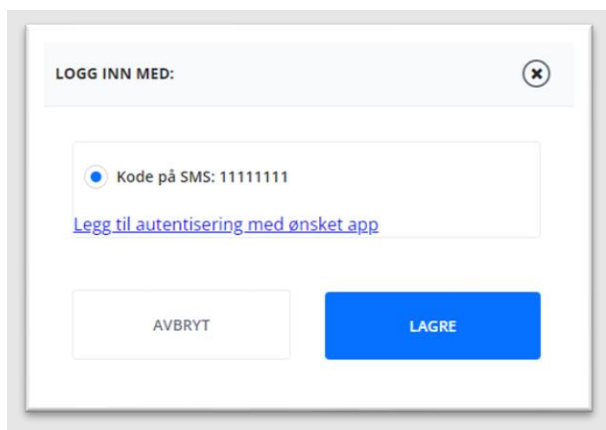 LOGG INN MED:
Kode på SMS: 11111111
Legg til autentisering med ønsket app
AVBRYT
LAGRE